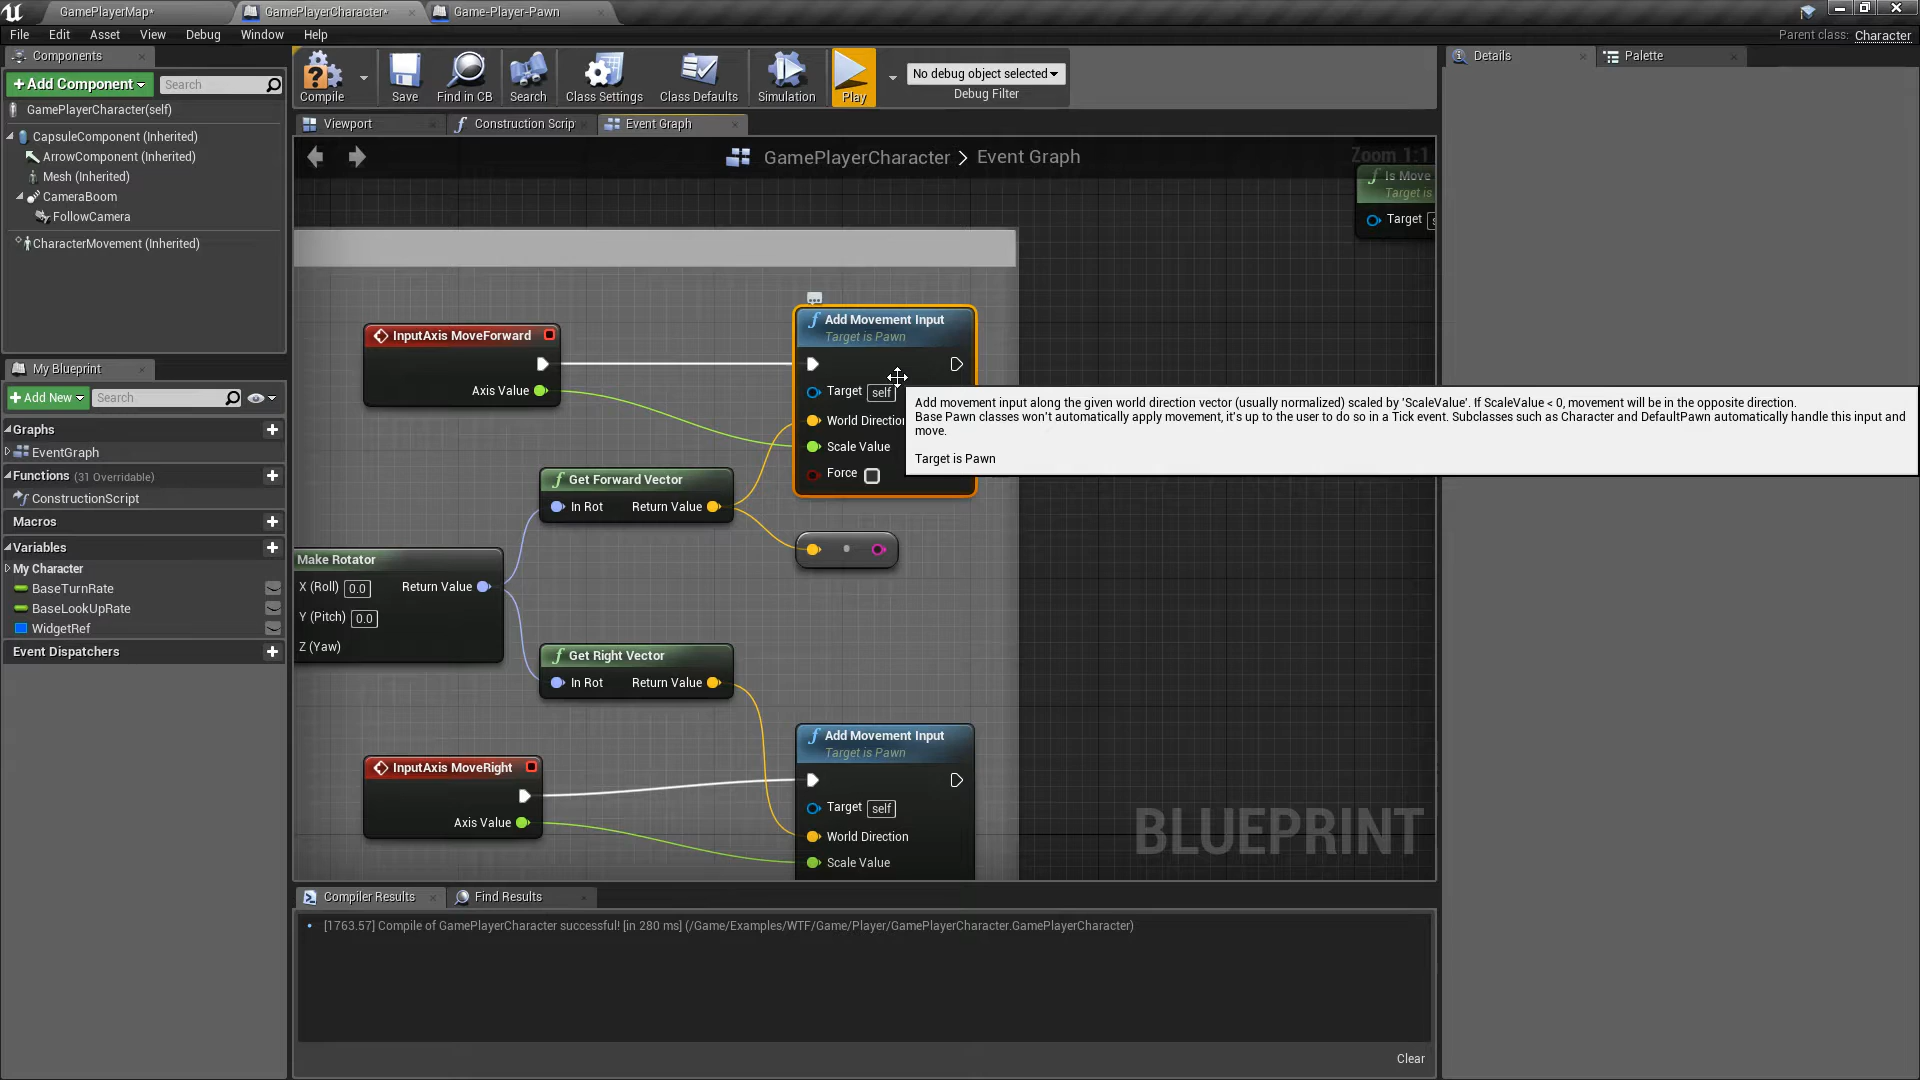 GamePlayerMap*
GamePlayerCharacter*
Game-Player-Pawn
File Edit Asset View Debug Window Help
Parent class: Character
Components
+Add Component
Search
GamePlayerCharacter(self)
CapsuleComponent (Inherited)
ArrowComponent (Inherited)
Mesh (Inherited)
CameraBoom
FollowCamera
CharacterMovement (Inherited)
My Blueprint
+Add New
Search
Graphs
EventGraph
Functions (31 Overridable)
ConstructionScript
Macros
Variables
My Character
BaseTurnRate
BaseLookUpRate
WidgetRef
Event Dispatchers
Compile
Save
Find in CB
Search
Class Settings
Class Defaults
Simulation
Play
No debug object selected
Debug Filter
Viewport
Construction Scrip
Event Graph
GamePlayerCharacter > Event Graph
Zoom 1:1
Is Move
Target is
Target
InputAxis MoveForward
Axis Value
Add Movement Input
Target is Pawn
Target self
World Direction
Scale Value
Force
Add movement input along the given world direction vector (usually normalized) scaled by 'ScaleValue'. If ScaleValue < 0, movement will be in the opposite direction.
Base Pawn classes won't automatically apply movement, it's up to the user to do so in a Tick event. Subclasses such as Character and DefaultPawn automatically handle this input and
move.
Target is Pawn
Get Forward Vector
In Rot Return Value
Make Rotator
X (Roll) 0.0 Return Value
Y (Pitch) 0.0
Z (Yaw)
Get Right Vector
In Rot Return Value
InputAxis MoveRight
Axis Value
Add Movement Input
Target is Pawn
Target self
World Direction
Scale Value
BLUEPRINT
Compiler Results
Find Results
[1763.57] Compile of GamePlayerCharacter successful! [in 280 ms] (/Game/Examples/WTF/Game/Player/GamePlayerCharacter.GamePlayerCharacter)
Clear
Details
Palette